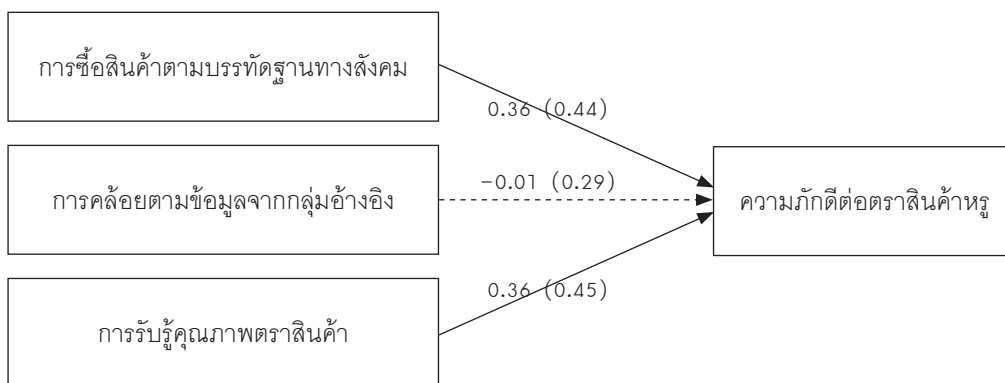 การซื้อสินค้าตามบรรทัดฐานทางสังคม
0.36 (0.44)
การคล้อยตามข้อมูลจากกลุ่มอ้างอิง
-0.01 (0.29)
ความภักดีต่อตราสินค้าหรู
0.36 (0.45)
การรับรู้คุณภาพตราสินค้า